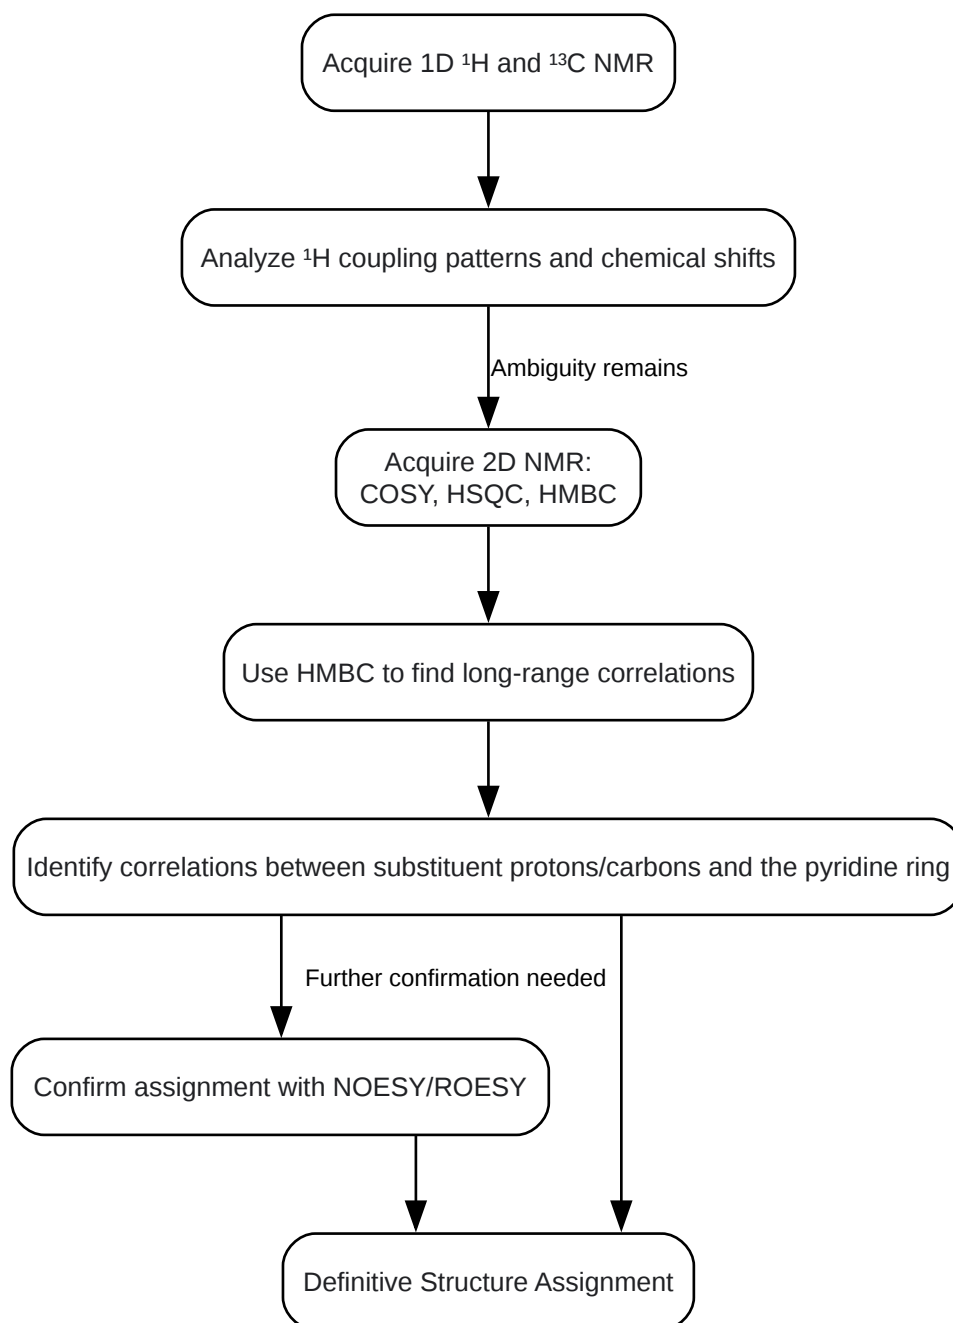 Acquire 1D ¹H and ¹³C NMR
Analyze ¹H coupling patterns and chemical shifts
Ambiguity remains
Acquire 2D NMR:
COSY, HSQC, HMBC
Use HMBC to find long-range correlations
Identify correlations between substituent protons/carbons and the pyridine ring
Further confirmation needed
Confirm assignment with NOESY/ROESY
Definitive Structure Assignment